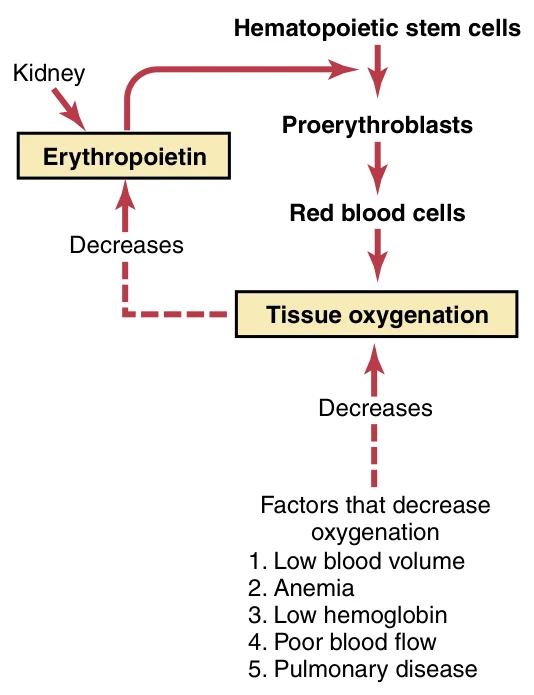 Hematopoietic stem cells
Kidney
Proerythroblasts
Erythropoietin
Red blood cells
Decreases
Tissue oxygenation
Decreases
Factors that decrease
oxygenation
1. Low blood volume
2. Anemia
3. Low hemoglobin
4. Poor blood flow
5. Pulmonary disease